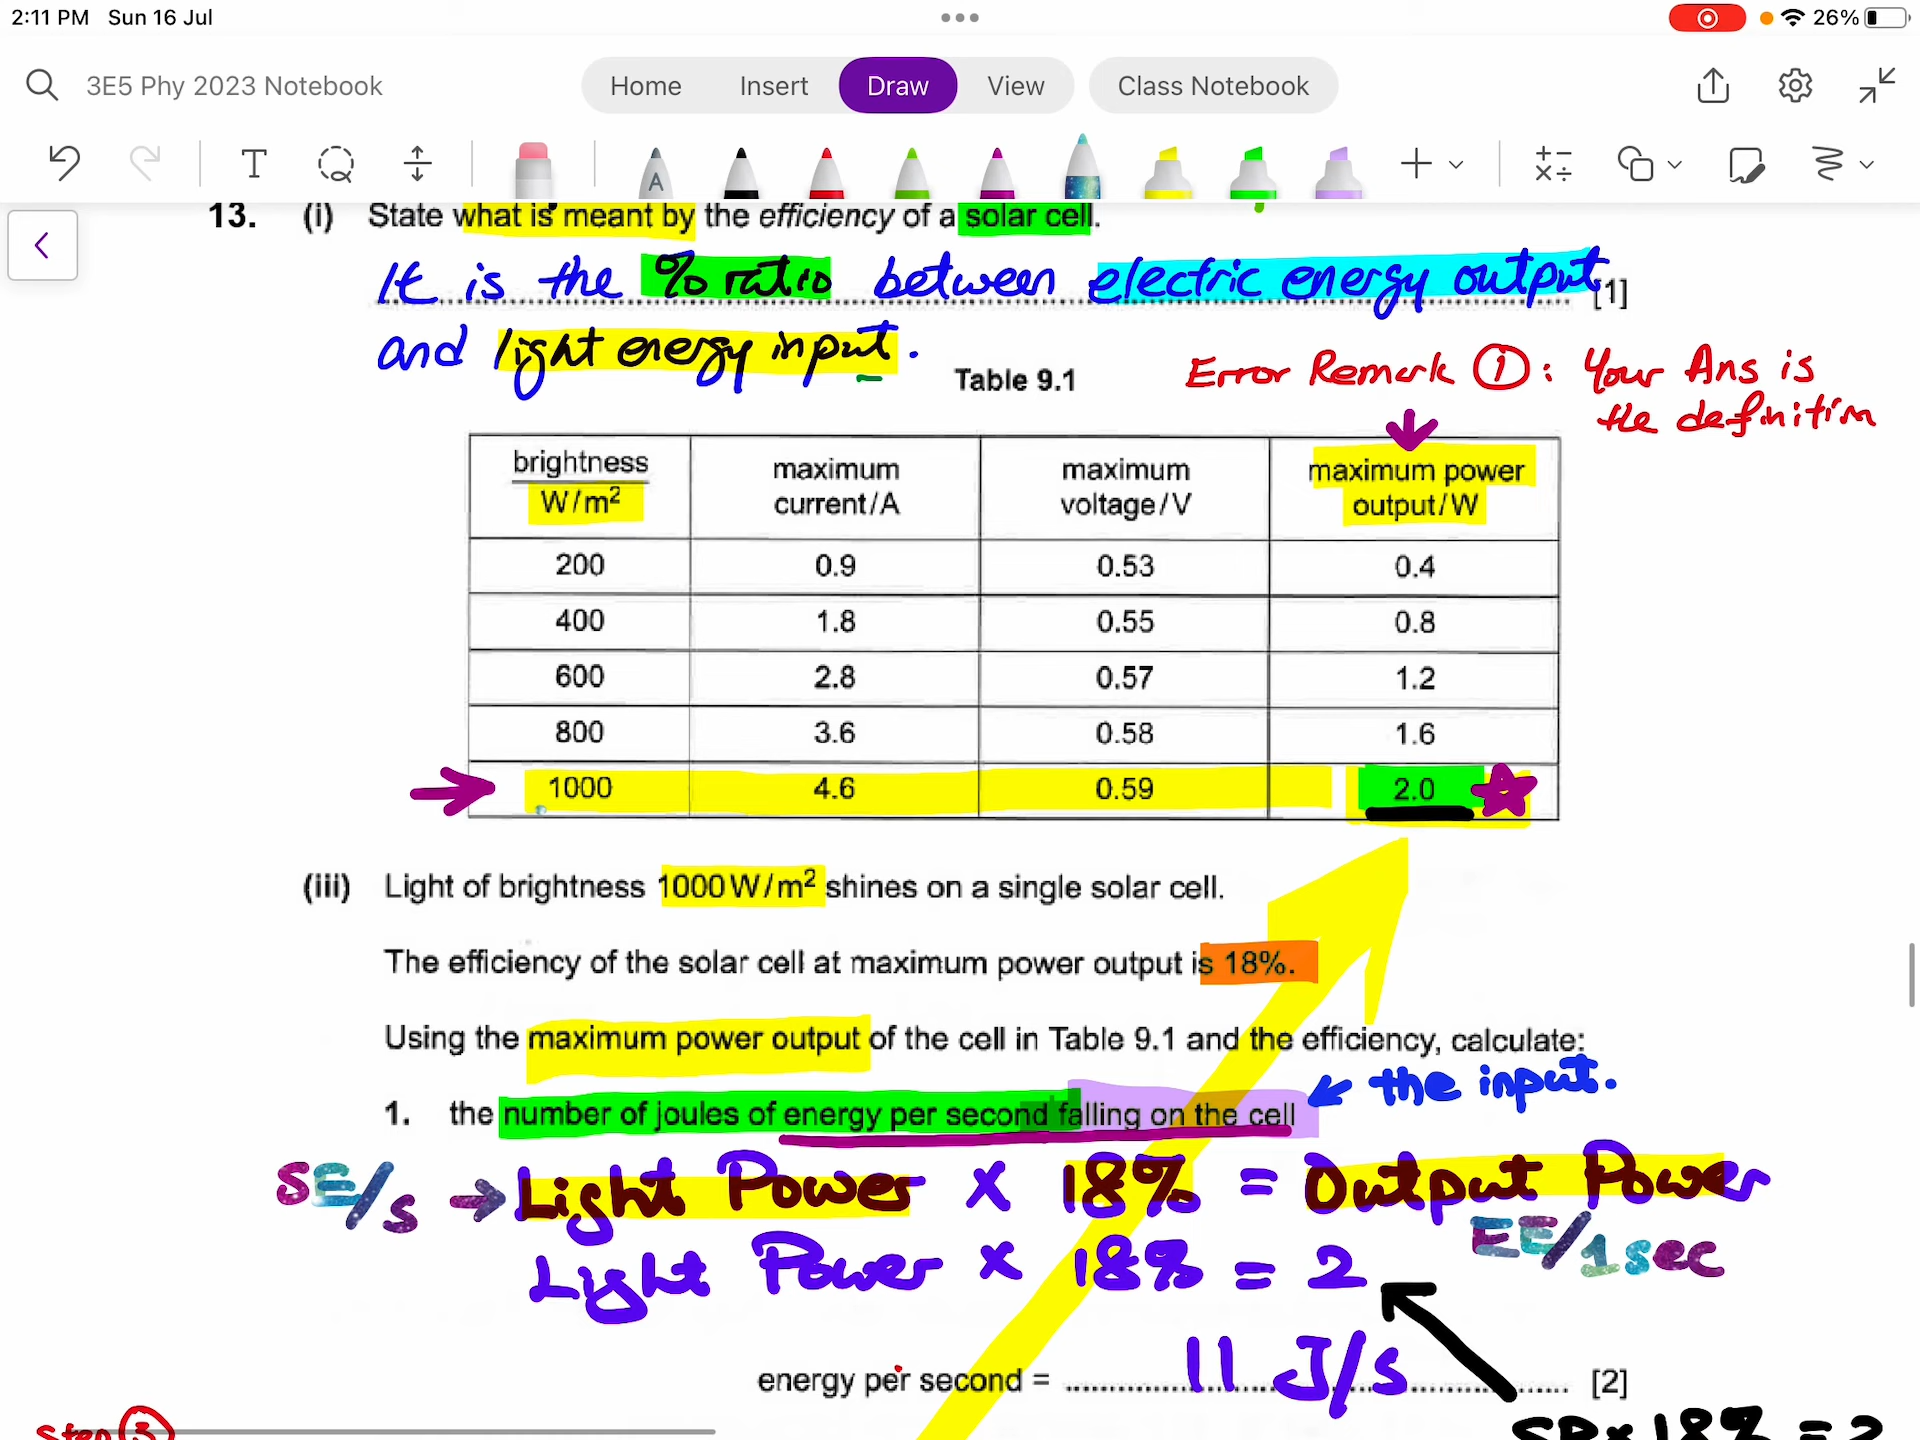 2:11 PM Sun 16 Jul
26%
3E5 Phy 2023 Notebook
Home
Insert
Draw
View
Class Notebook
T
A
13. (i) State what is meant by the efficiency of a solar cell.
It is the % ratio between electric energy output
[1]
and light energy input.
Table 9.1
Error Remark ①: Your Ans is
the definition
brightness W/m² maximum current/A maximum voltage/V maximum power output/W
200 0.9 0.53 0.4
400 1.8 0.55 0.8
600 2.8 0.57 1.2
800 3.6 0.58 1.6
1000 4.6 0.59 2.0
(iii) Light of brightness 1000 W/m² shines on a single solar cell.
The efficiency of the solar cell at maximum power output is 18%.
Using the maximum power output of the cell in Table 9.1 and the efficiency, calculate:
the input.
1. the number of joules of energy per second falling on the cell
SE/s → Light Power x 18% = Output Power
EE/1sec
Light Power x 18% = 2
energy per second = 11 J/s [2]
Step ③
SP x 18% = 2